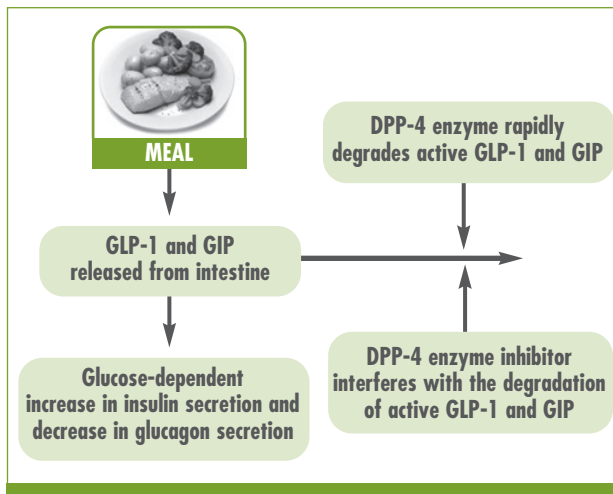 MEAL
DPP-4 enzyme rapidly
degrades active GLP-1 and GIP
GLP-1 and GIP
released from intestine
Glucose-dependent
increase in insulin secretion and
decrease in glucagon secretion
DPP-4 enzyme inhibitor
interferes with the degradation
of active GLP-1 and GIP